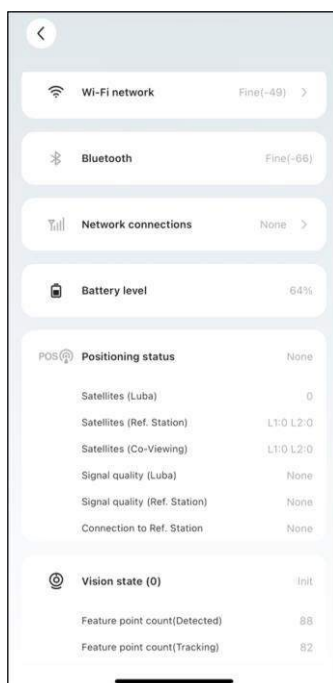 Wi-Fi network Fine(-49)
Bluetooth Fine(-66)
Network connections None
Battery level 64%
POS Positioning status None
Satellites (Luba) 0
Satellites (Ref. Station) L1:0 L2:0
Satellites (Co-Viewing) L1:0 L2:0
Signal quality (Luba) None
Signal quality (Ref. Station) None
Connection to Ref. Station None
Vision state (0) Init
Feature point count(Detected) 88
Feature point count(Tracking) 82